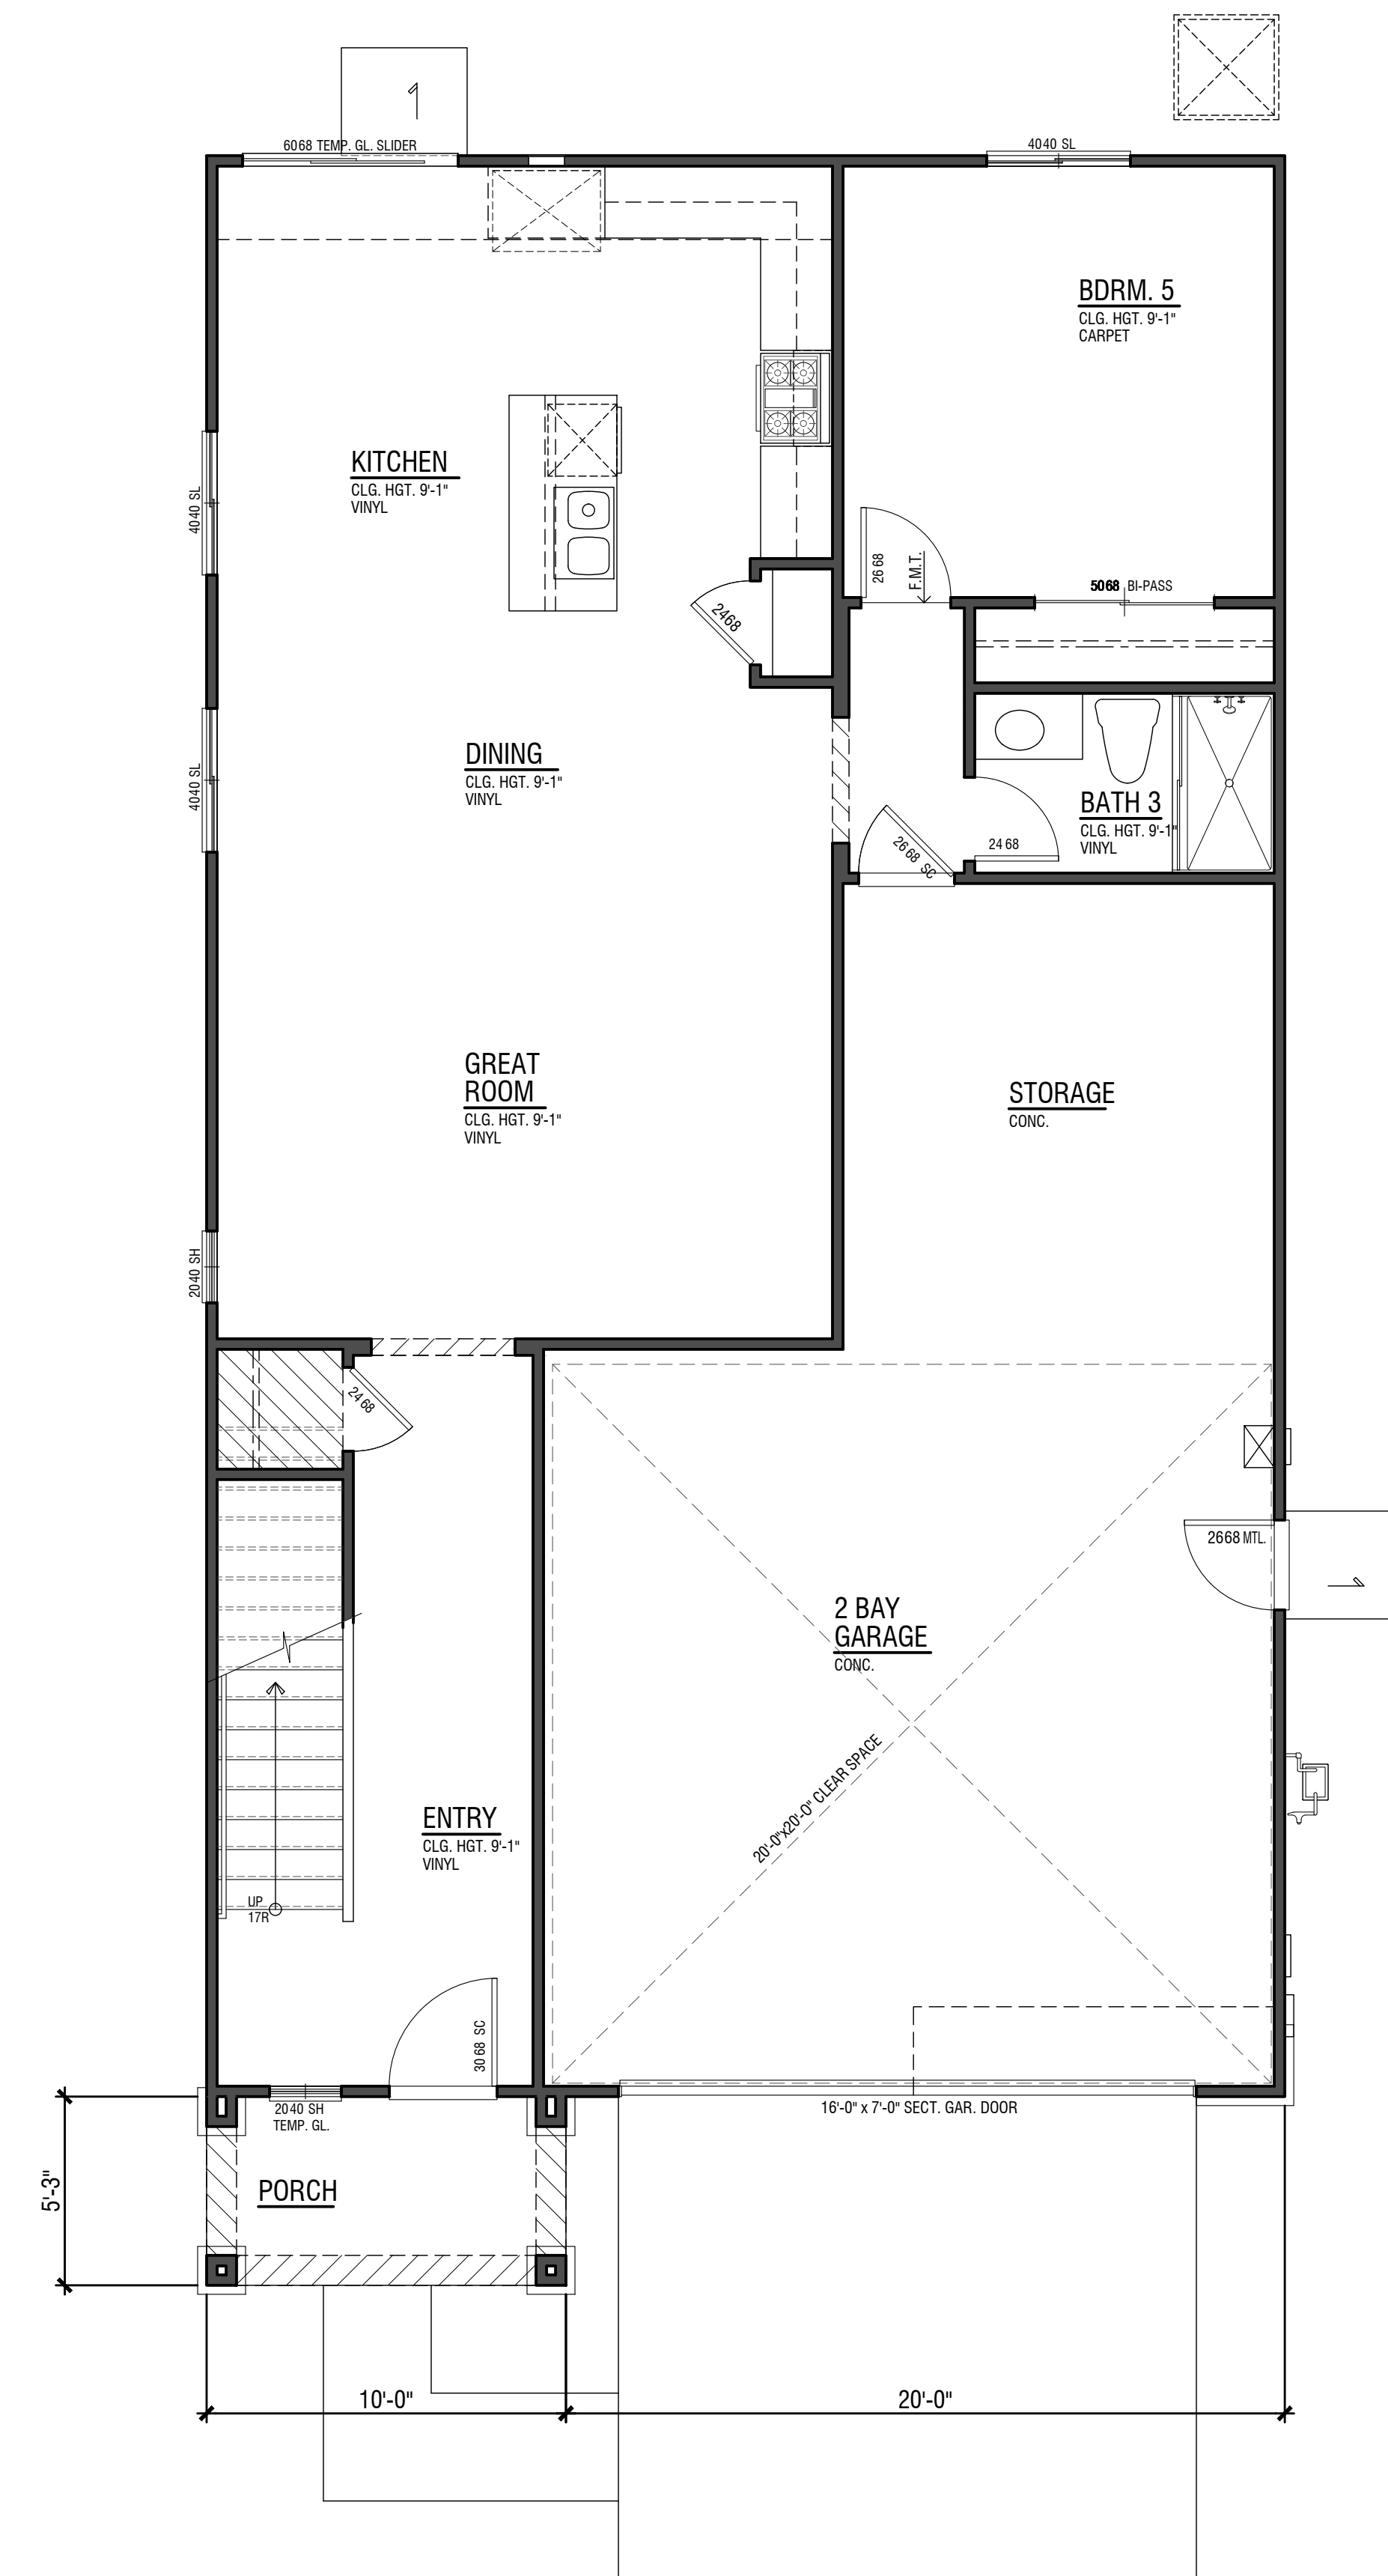 1
6068 TEMP. GL. SLIDER
4040 SL
BDRM. 5
CLG. HGT. 9'-1"
CARPET
KITCHEN
CLG. HGT. 9'-1"
VINYL
4040 SL
2668
F.M.T.
5068 BI-PASS
2468
DINING
CLG. HGT. 9'-1"
VINYL
4040 SL
BATH 3
CLG. HGT. 9'-1"
VINYL
2468
2668 SC
GREAT
ROOM
CLG. HGT. 9'-1"
VINYL
STORAGE
CONC.
2040 SH
2468
2668 MTL.
1
2 BAY
GARAGE
CONC.
20'-0"x20'-0" CLEAR SPACE
ENTRY
CLG. HGT. 9'-1"
VINYL
UP
17R
3068 SC
2040 SH
TEMP. GL.
16'-0" x 7'-0" SECT. GAR. DOOR
5'-3"
PORCH
10'-0"
20'-0"